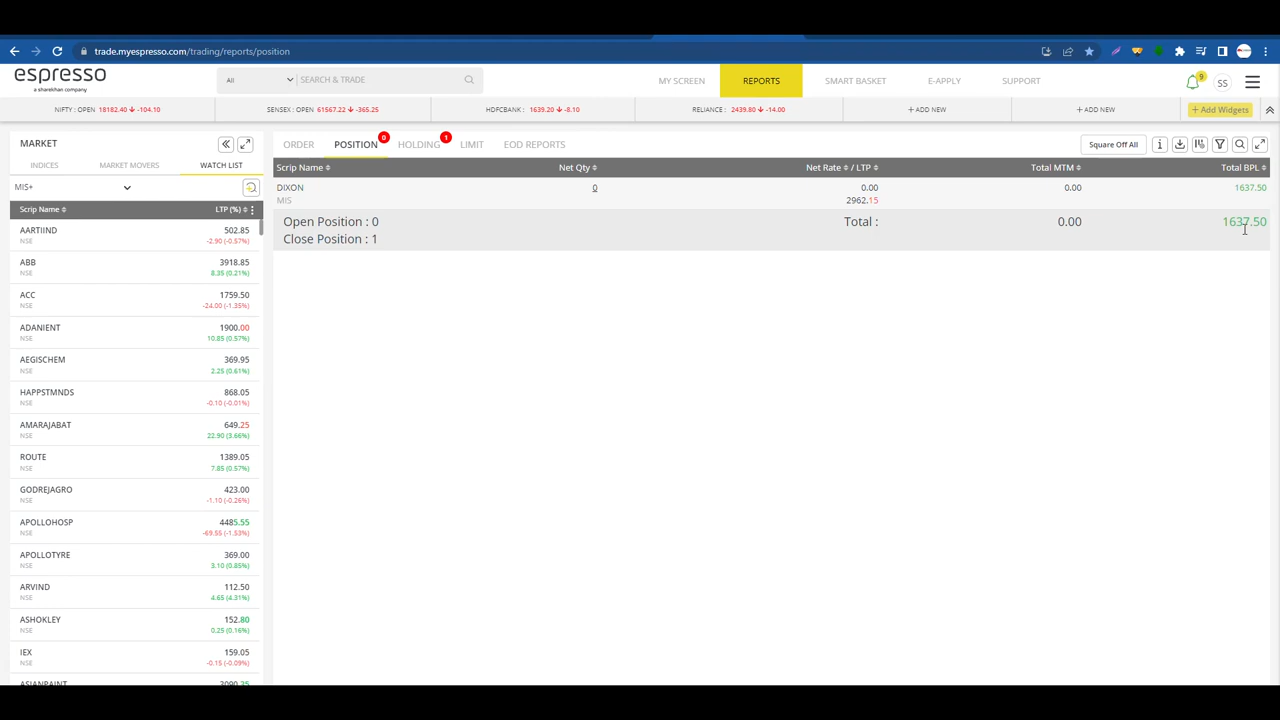 trade.myespresso.com/trading/reports/position
espresso
a sharekhan company
All
SEARCH & TRADE
MY SCREEN
REPORTS
SMART BASKET
E-APPLY
SUPPORT
9
SS
NIFTY : OPEN 18182.40 -104.10
SENSEX : OPEN 61567.22 -365.25
HDFCBANK : 1639.20 -8.10
RELIANCE : 2439.80 -14.00
+ ADD NEW
+ ADD NEW
+ Add Widgets
MARKET
INDICES
MARKET MOVERS
WATCH LIST
MIS+
Scrip Name
LTP (%)
AARTIIND 502.85
NSE -2.90 (-0.57%)
ABB 3918.85
NSE 8.35 (0.21%)
ACC 1759.50
NSE -24.00 (-1.35%)
ADANIENT 1900.00
NSE 10.85 (0.57%)
AEGISCHEM 369.95
NSE 2.25 (0.61%)
HAPPSTMNDS 868.05
NSE -0.10 (-0.01%)
AMARAJABAT 649.25
NSE 22.90 (3.66%)
ROUTE 1389.05
NSE 7.85 (0.57%)
GODREJAGRO 423.00
NSE -1.10 (-0.26%)
APOLLOHOSP 4485.55
NSE -69.55 (-1.53%)
APOLLOTYRE 369.00
NSE 3.10 (0.85%)
ARVIND 112.50
NSE 4.65 (4.31%)
ASHOKLEY 152.80
NSE 0.25 (0.16%)
IEX 159.05
NSE -0.15 (-0.09%)
ASIANPAINT 3090.35
ORDER
POSITION 0
HOLDING 1
LIMIT
EOD REPORTS
Square Off All
Scrip Name
Net Qty
Net Rate / LTP
Total MTM
Total BPL
DIXON 0 0.00 0.00 1637.50
MIS 2962.15
Open Position : 0 Total : 0.00 1637.50
Close Position : 1